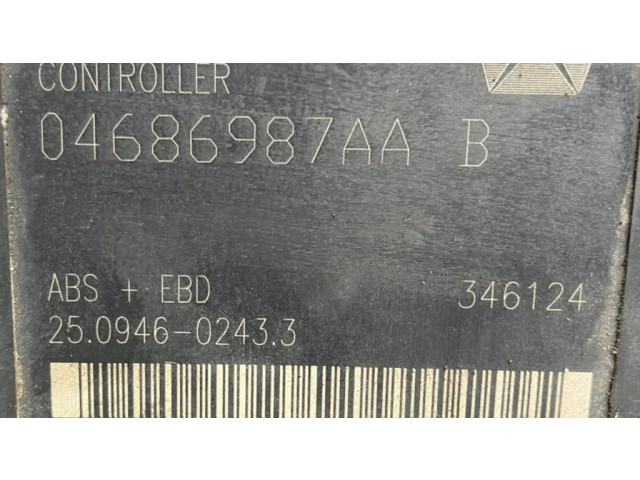 CONTROLLER
04686987AA B
ABS + EBD 346124
25.0946-0243.3